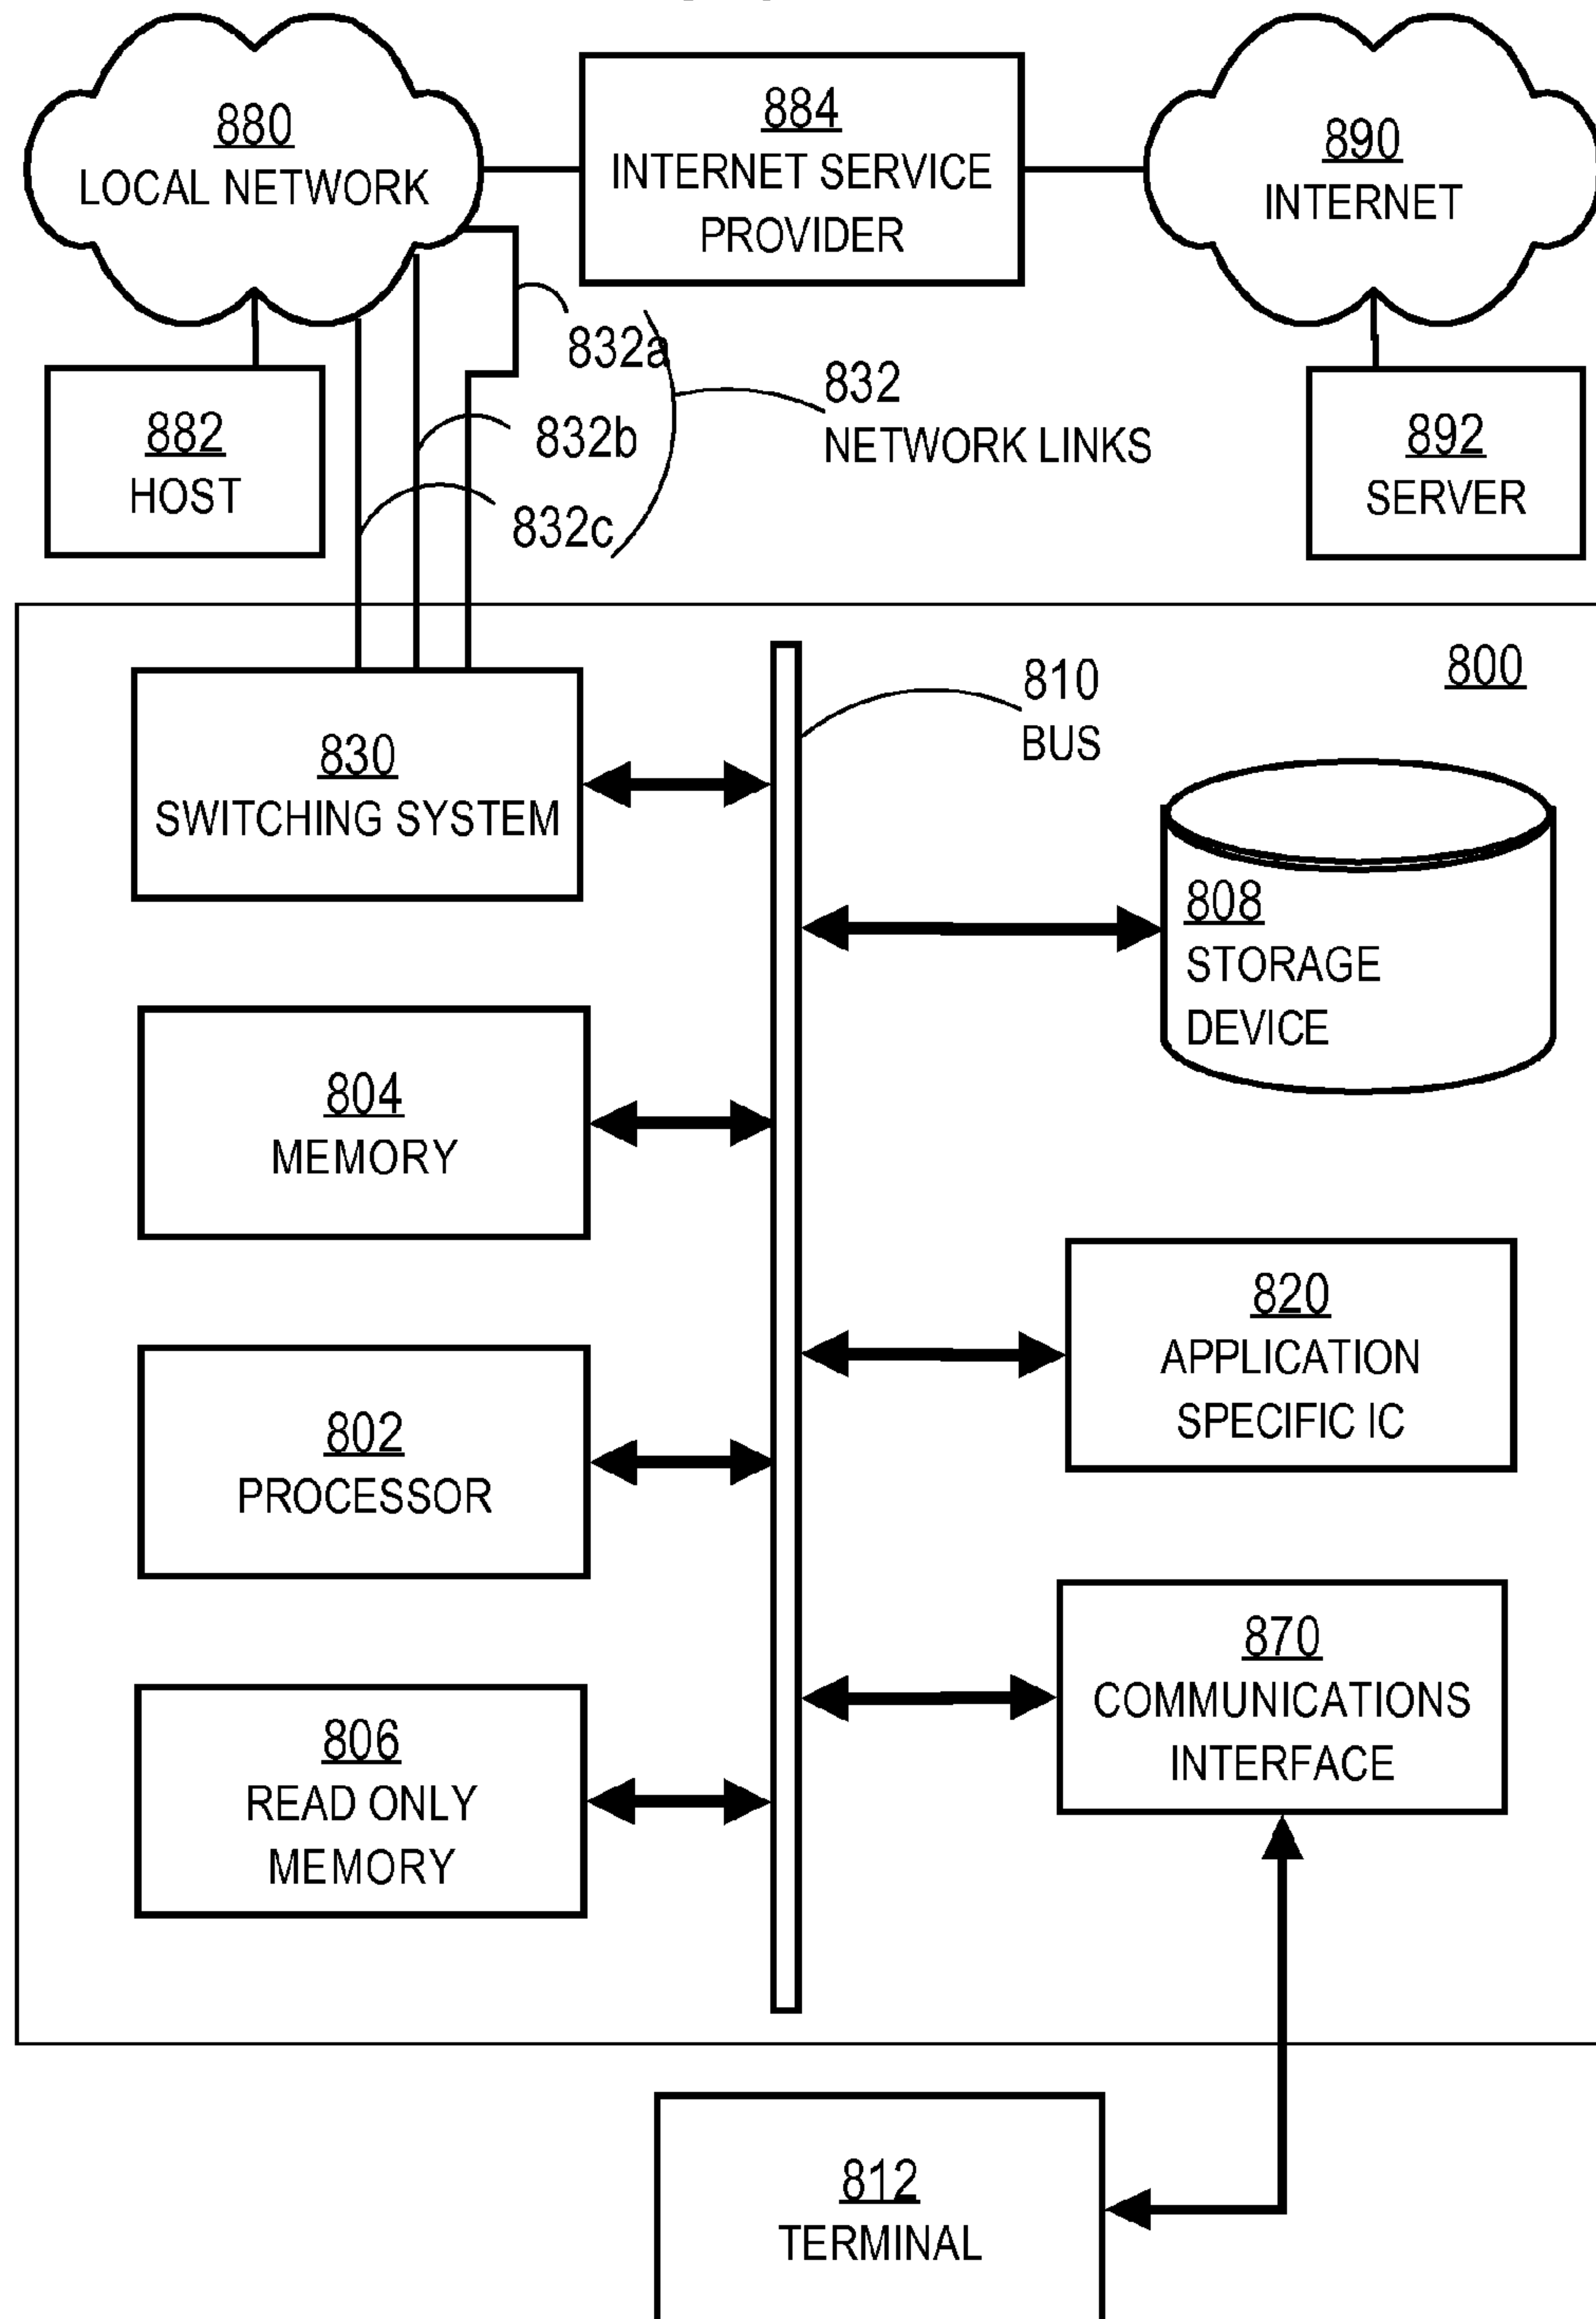 880
LOCAL NETWORK
884
INTERNET SERVICE
PROVIDER
890
INTERNET
832a
832
NETWORK LINKS
832b
832c
882
HOST
892
SERVER
800
810
BUS
830
SWITCHING SYSTEM
808
STORAGE
DEVICE
804
MEMORY
820
APPLICATION
SPECIFIC IC
802
PROCESSOR
870
COMMUNICATIONS
INTERFACE
806
READ ONLY
MEMORY
812
TERMINAL